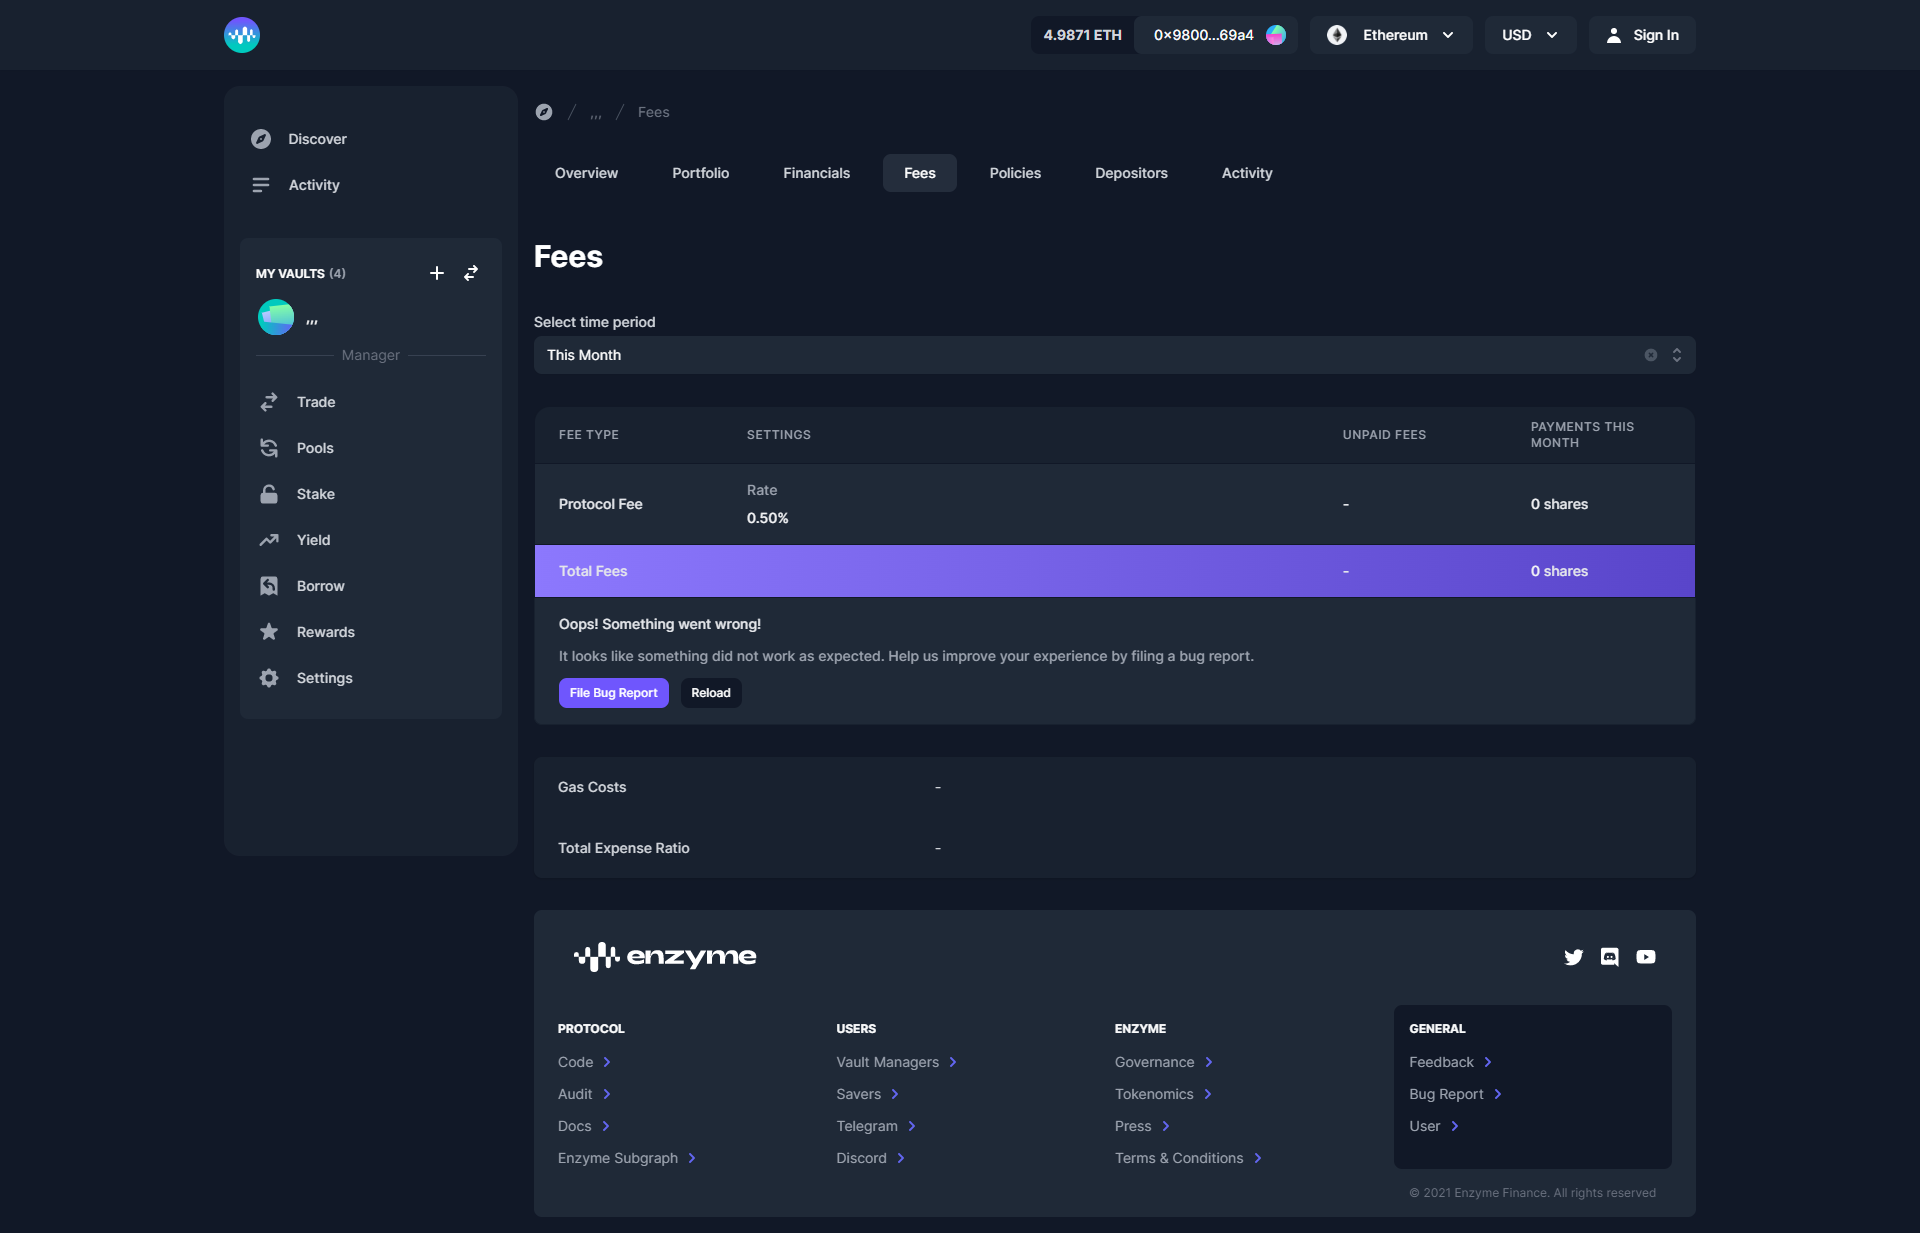 4.9871 ETH
0×9800...69a4
Ethereum
USD
Sign In
Discover
Activity
MY VAULTS (4)
,,,
Manager
Trade
Pools
Stake
Yield
Borrow
Rewards
Settings
/ ,,, / Fees
Overview
Portfolio
Financials
Fees
Policies
Depositors
Activity
Fees
Select time period
This Month
FEE TYPE
SETTINGS
UNPAID FEES
PAYMENTS THIS
MONTH
Protocol Fee
Rate
0.50%
-
0 shares
Total Fees
-
0 shares
Oops! Something went wrong!
It looks like something did not work as expected. Help us improve your experience by filing a bug report.
File Bug Report
Reload
Gas Costs
-
Total Expense Ratio
-
enzyme
PROTOCOL
Code
Audit
Docs
Enzyme Subgraph
USERS
Vault Managers
Savers
Telegram
Discord
ENZYME
Governance
Tokenomics
Press
Terms & Conditions
GENERAL
Feedback
Bug Report
User
© 2021 Enzyme Finance. All rights reserved